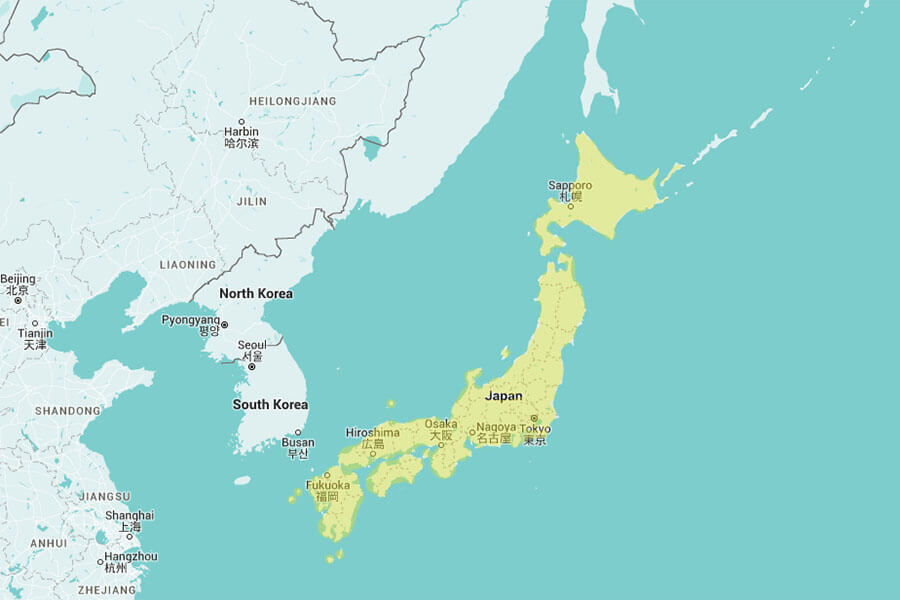 HEILONGJIANG
Harbin
哈尔滨
Sapporo
札幌
JILIN
LIAONING
Beijing
北京
North Korea
EI
Tianjin
天津
Pyongyang
평양
Seoul
서울
SHANDONG
South Korea
Japan
Busan
부산
Hiroshima
広島
Osaka
大阪
Nagoya
名古屋
Tokyo
東京
Fukuoka
福岡
JIANGSU
Shanghai
上海
ANHUI
Hangzhou
杭州
ZHEJIANG